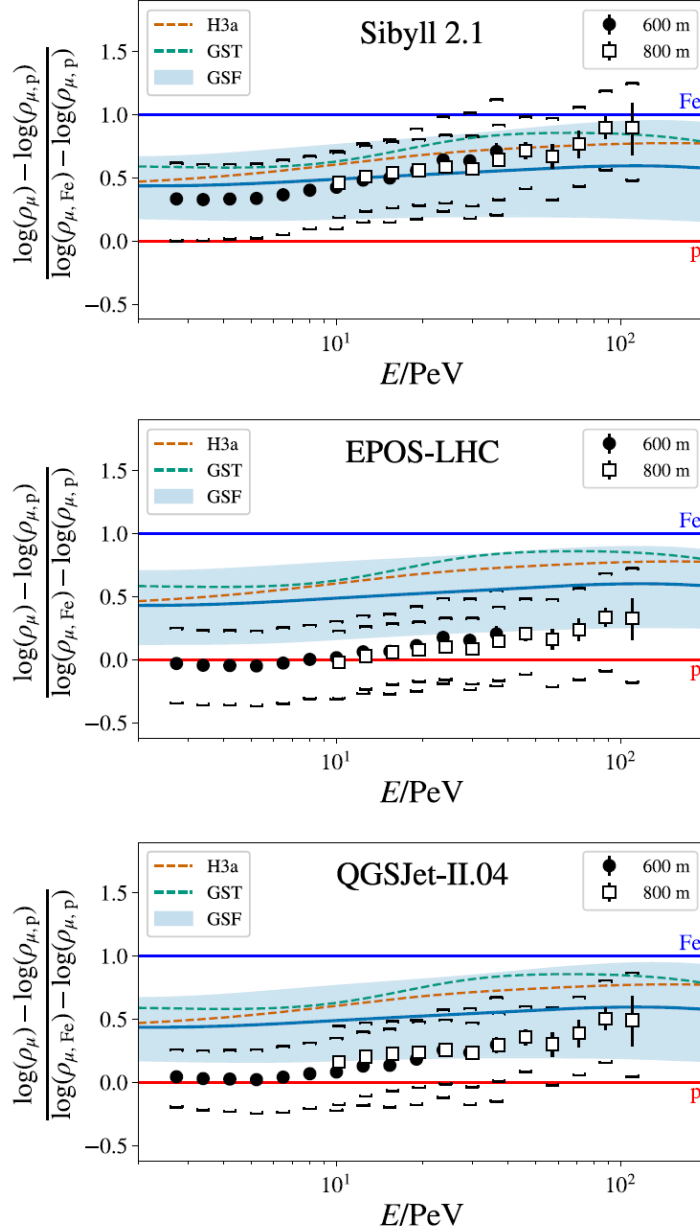 Sibyll 2.1
H3a
GST
GSF
600 m
800 m
Fe
p
1.5
1.0
0.5
0.0
−0.5
log(ρμ) − log(ρμ, p)
log(ρμ, Fe) − log(ρμ, p)
10¹
10²
E/PeV
EPOS-LHC
H3a
GST
GSF
600 m
800 m
Fe
p
1.5
1.0
0.5
0.0
−0.5
log(ρμ) − log(ρμ, p)
log(ρμ, Fe) − log(ρμ, p)
10¹
10²
E/PeV
QGSJet-II.04
H3a
GST
GSF
600 m
800 m
Fe
p
1.5
1.0
0.5
0.0
−0.5
log(ρμ) − log(ρμ, p)
log(ρμ, Fe) − log(ρμ, p)
10¹
10²
E/PeV